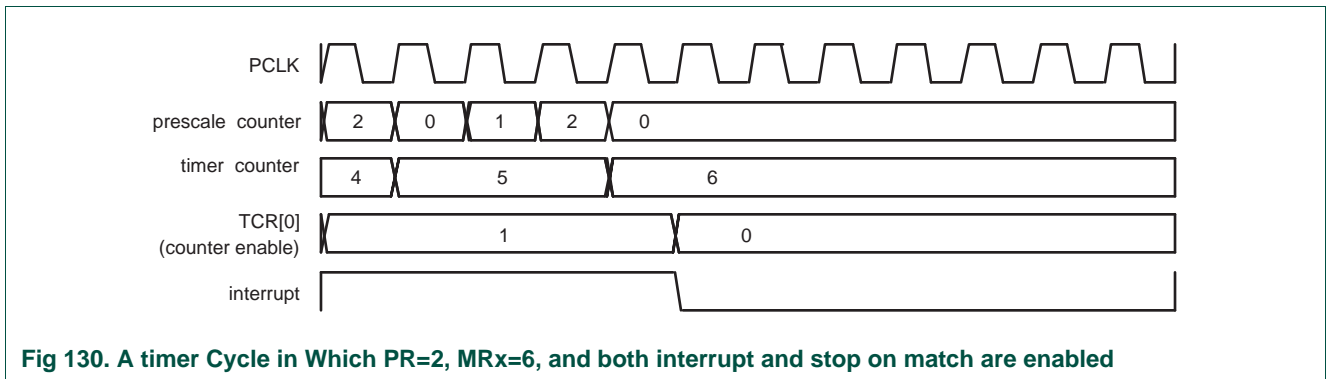 PCLK
prescale counter 2 0 1 2 0
timer counter 4 5 6
TCR[0]
(counter enable) 1 0
interrupt
Fig 130. A timer Cycle in Which PR=2, MRx=6, and both interrupt and stop on match are enabled